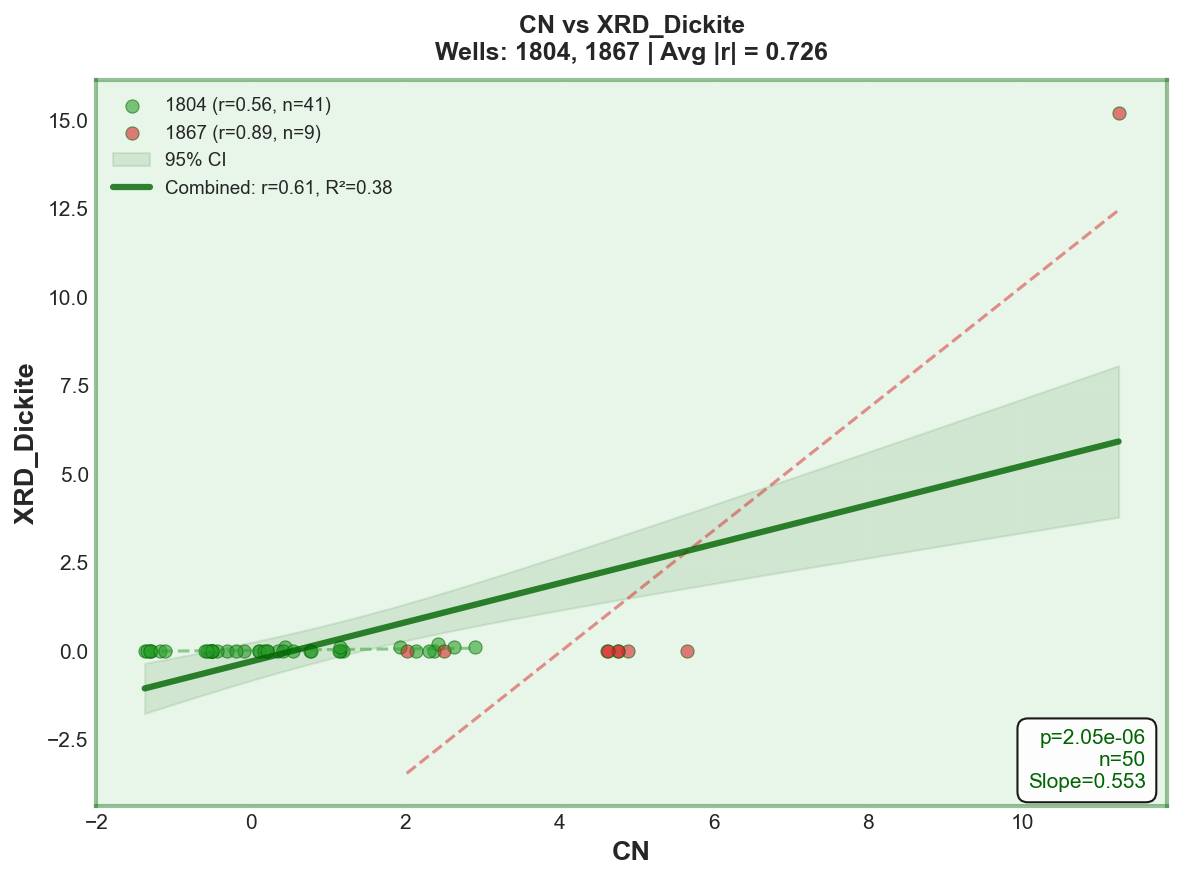 CN vs XRD_Dickite
Wells: 1804, 1867 | Avg |r| = 0.726
1804 (r=0.56, n=41)
1867 (r=0.89, n=9)
95% CI
Combined: r=0.61, R²=0.38
15.0
12.5
10.0
7.5
5.0
2.5
0.0
−2.5
XRD_Dickite
p=2.05e-06
n=50
Slope=0.553
−2 0 2 4 6 8 10
CN